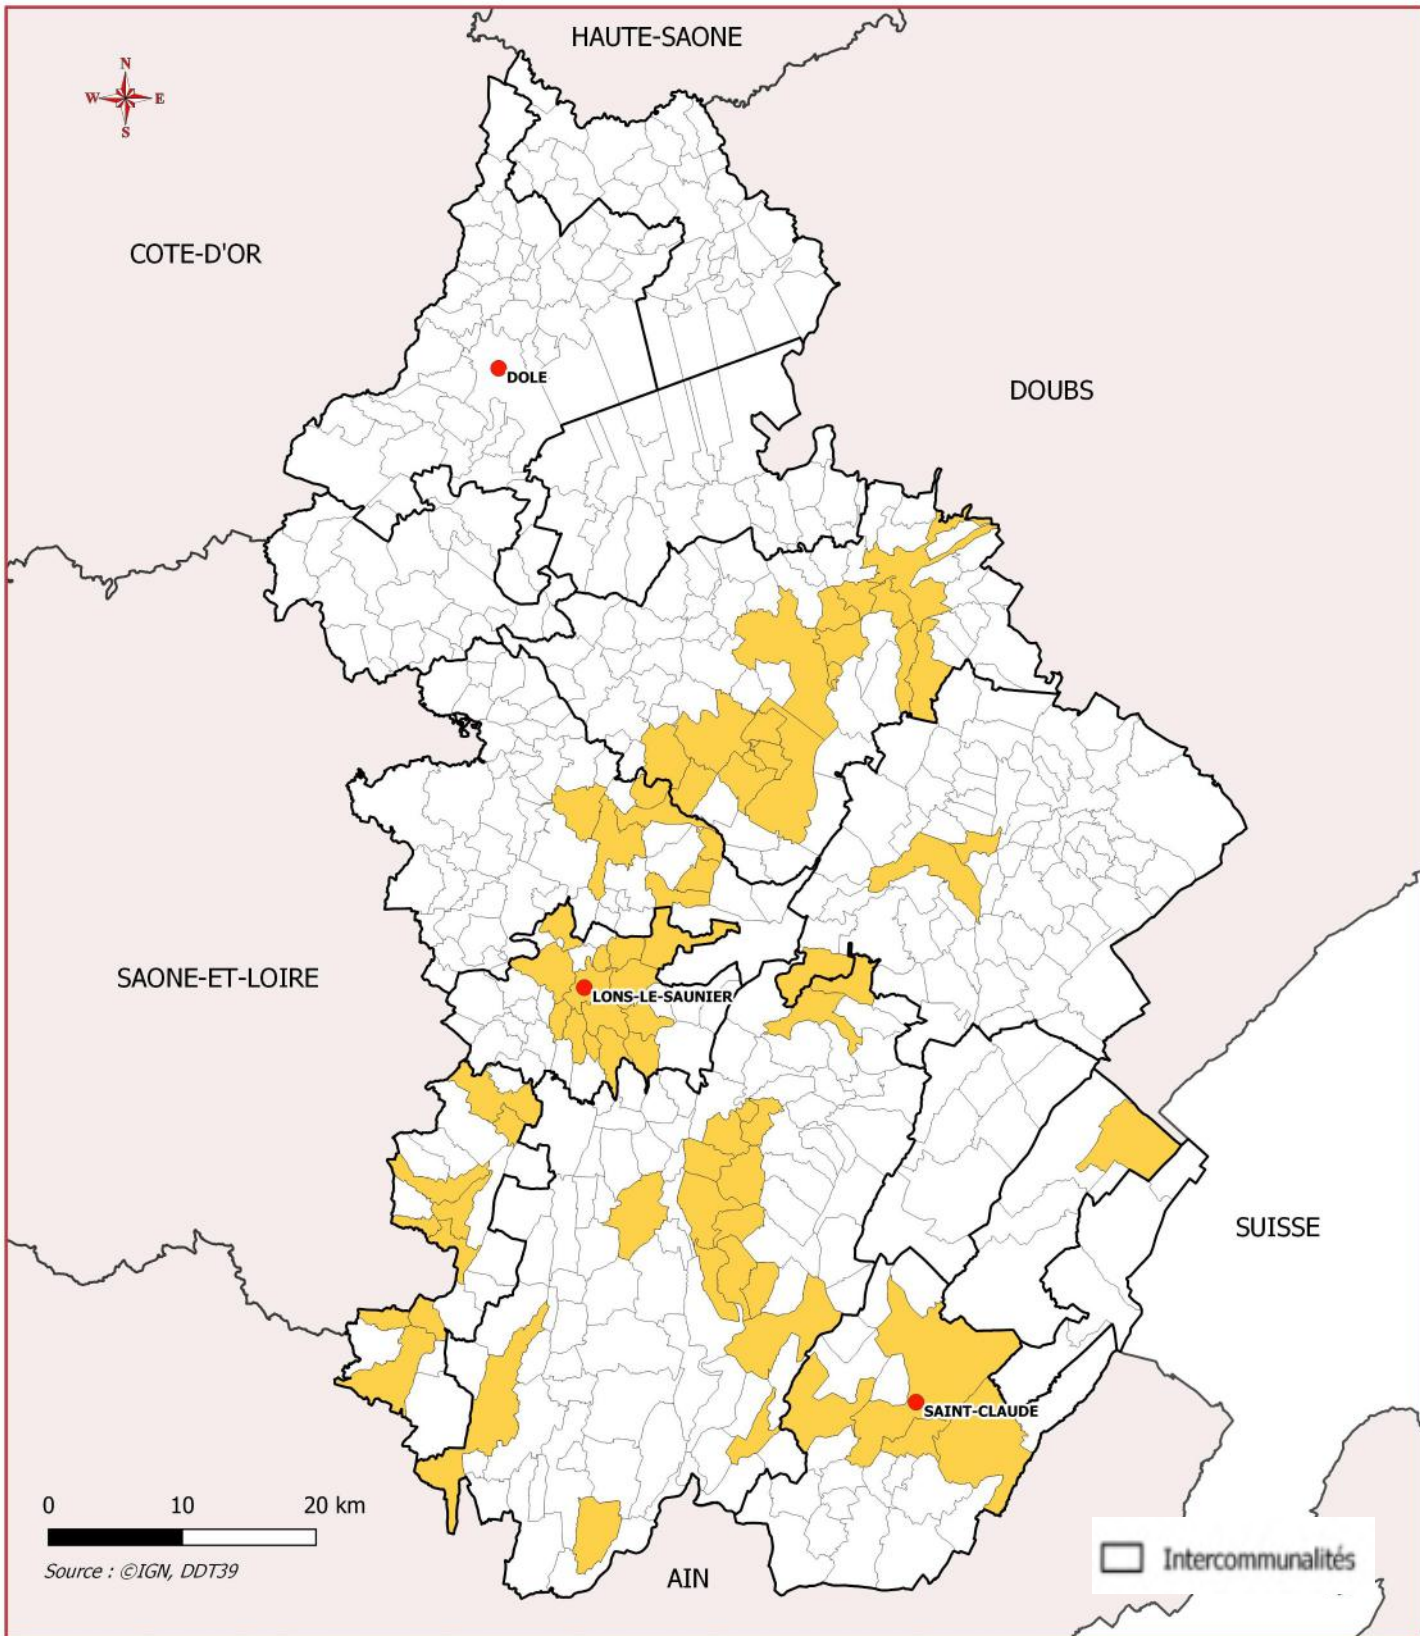 HAUTE-SAONE
N
W E
S
COTE-D'OR
DOLE
DOUBS
SAONE-ET-LOIRE
LONS-LE-SAUNIER
SUISSE
SAINT-CLAUDE
0 10 20 km
Source : ©IGN, DDT39
AIN
Intercommunalités